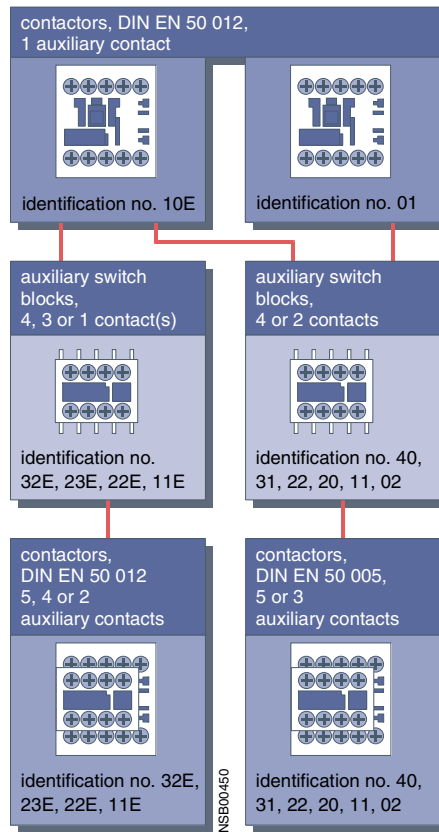 contactors, DIN EN 50 012,
1 auxiliary contact
identification no. 10E
identification no. 01
auxiliary switch
blocks,
4, 3 or 1 contact(s)
identification no.
32E, 23E, 22E, 11E
auxiliary switch
blocks,
4 or 2 contacts
identification no. 40,
31, 22, 20, 11, 02
contactors,
DIN EN 50 012
5, 4 or 2
auxiliary contacts
identification no. 32E,
23E, 22E, 11E
contactors,
DIN EN 50 005,
5 or 3
auxiliary contacts
identification no. 40,
31, 22, 20, 11, 02
NSB00450